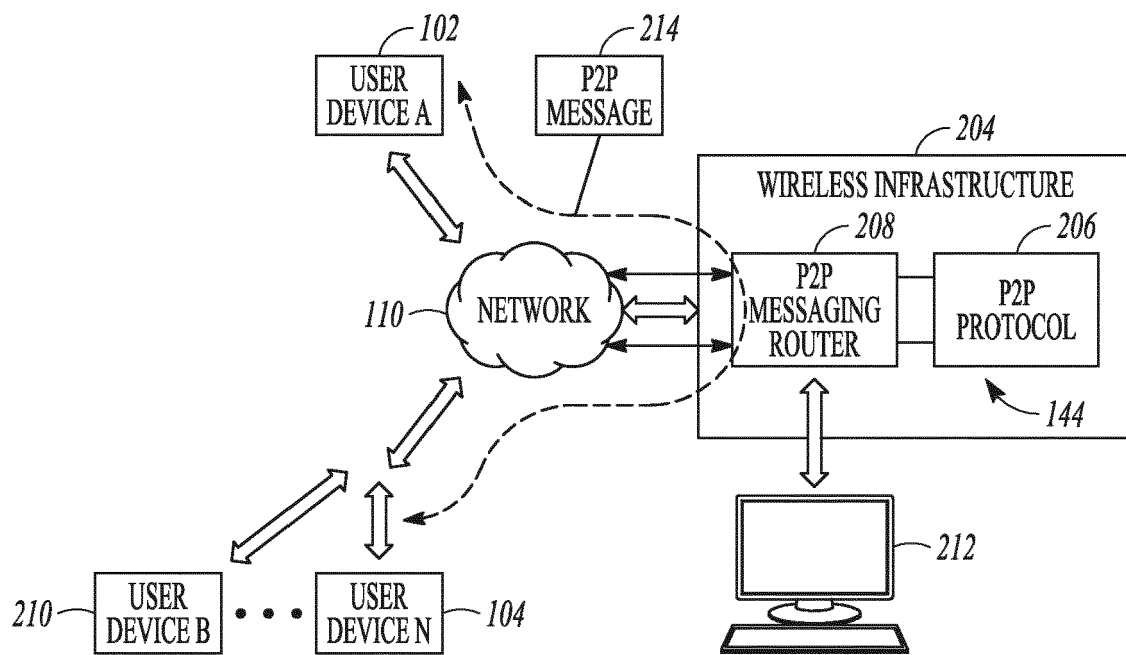 102
214
USER
DEVICE A
P2P
MESSAGE
204
WIRELESS INFRASTRUCTURE
208
206
P2P
MESSAGING
ROUTER
P2P
PROTOCOL
NETWORK
110
144
212
210
USER
DEVICE B
USER
DEVICE N
104